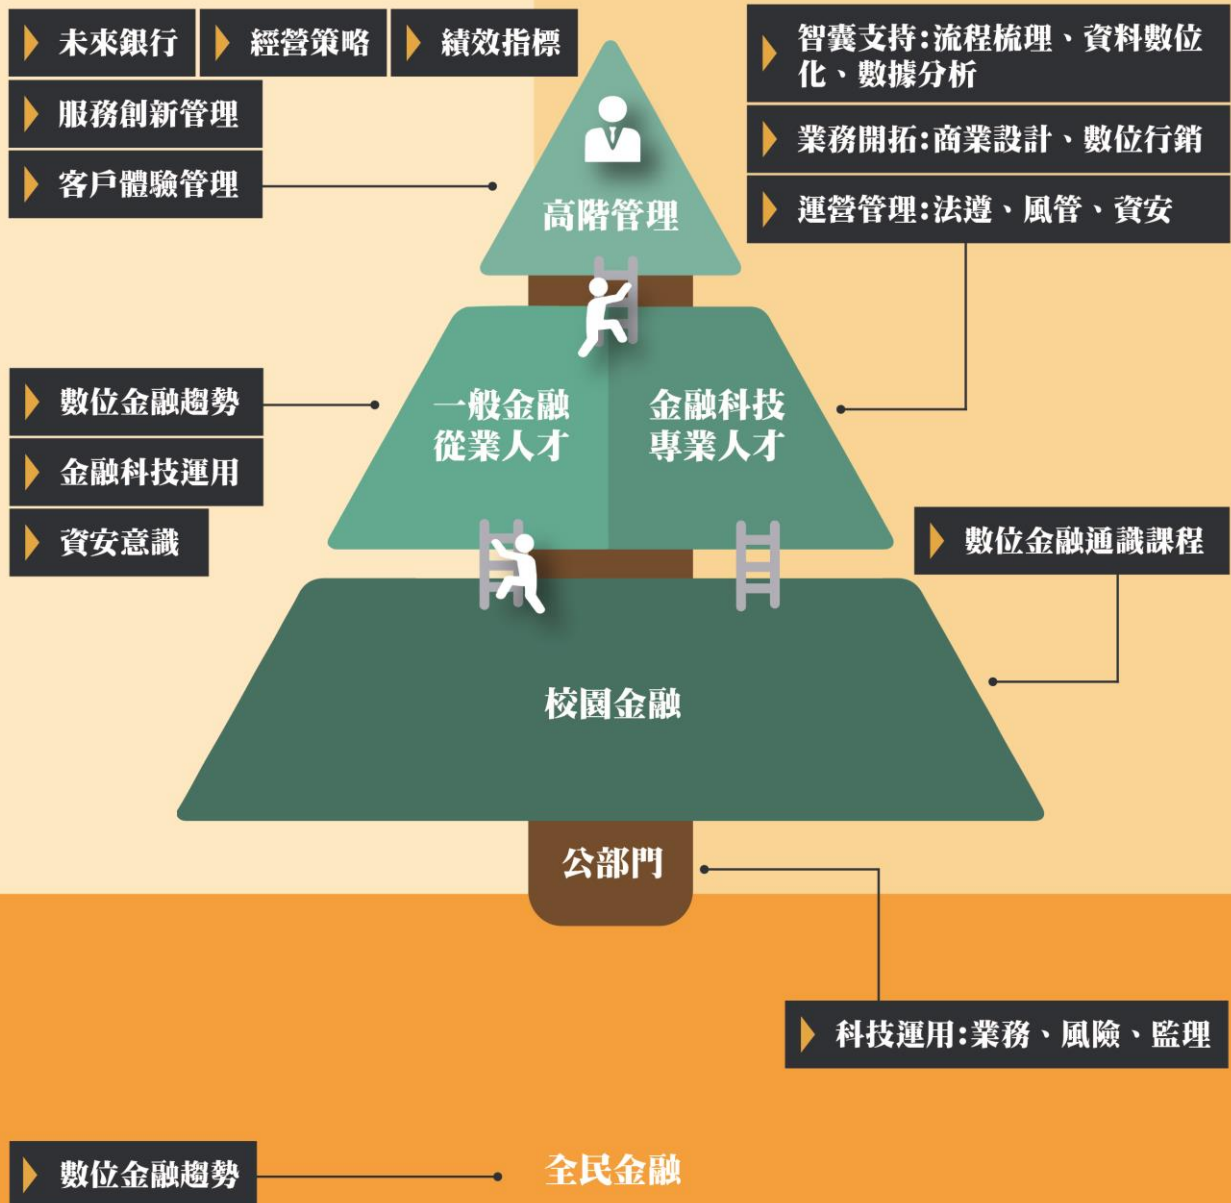 未來銀行
經營策略
績效指標
服務創新管理
客戶體驗管理
智囊支持:流程梳理、資料數位
化、數據分析
業務開拓:商業設計、數位行銷
運營管理:法遵、風管、資安
高階管理
數位金融趨勢
金融科技運用
資安意識
一般金融
從業人才
金融科技
專業人才
數位金融通識課程
校園金融
公部門
科技運用:業務、風險、監理
數位金融趨勢
全民金融